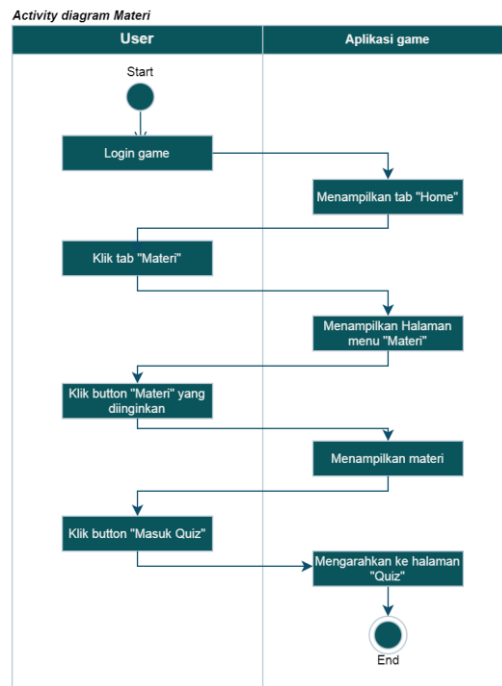 Activity diagram Materi
User
Aplikasi game
Start
Login game
Menampilkan tab "Home"
Klik tab "Materi"
Menampilkan Halaman
menu "Materi"
Klik button "Materi" yang
diinginkan
Menampilkan materi
Klik button "Masuk Quiz"
Mengarahkan ke halaman
"Quiz"
End